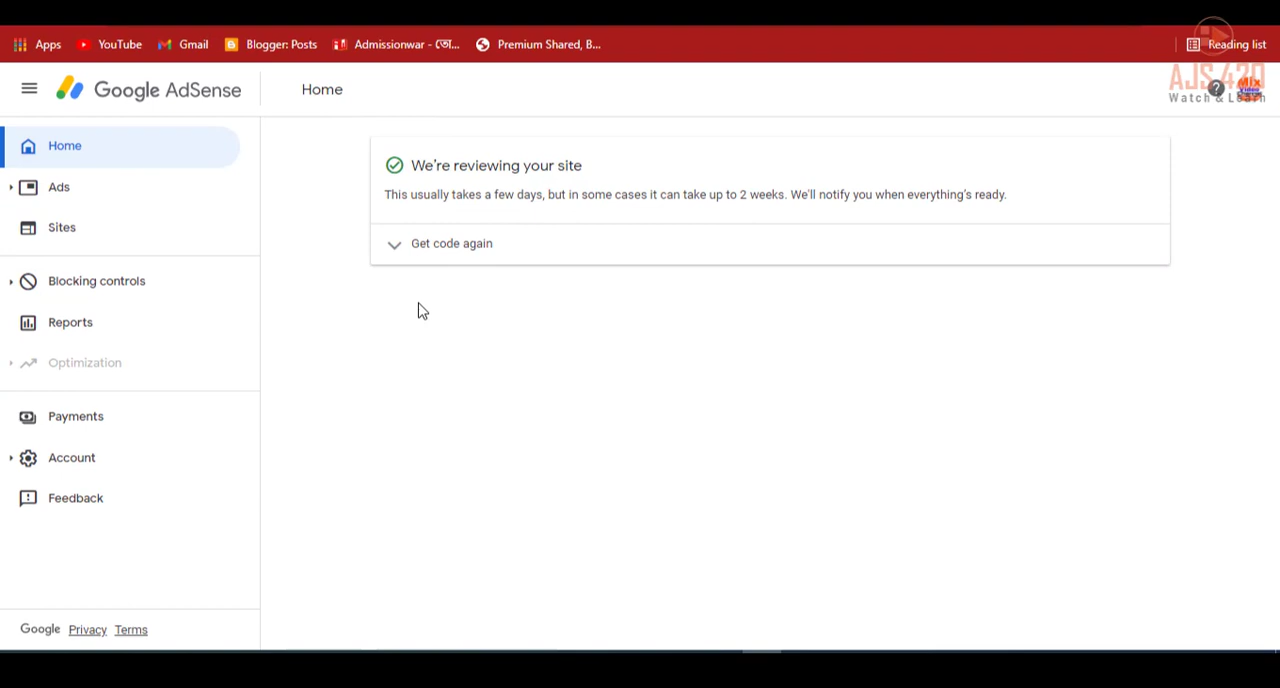 Apps
YouTube
Gmail
Blogger: Posts
Admissionwar - ভো...
Premium Shared, B...
Reading list
Google AdSense
Home
AJS 420
Watch & Learn
Home
Ads
Sites
Blocking controls
Reports
Optimization
Payments
Account
Feedback
We're reviewing your site
This usually takes a few days, but in some cases it can take up to 2 weeks. We'll notify you when everything's ready.
Get code again
Google Privacy Terms